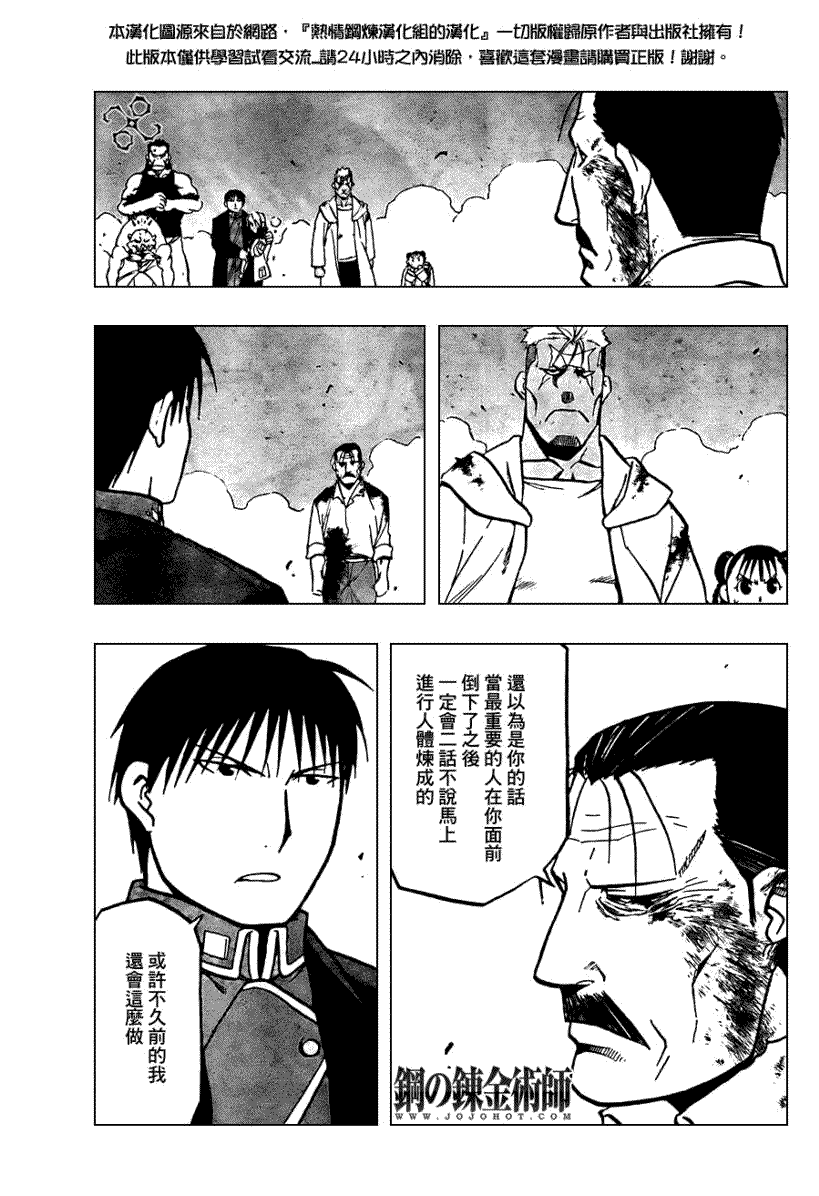 本漢化圖源來自於網路，『熱情鋼煉漢化組的漢化』一切版權歸原作者與出版社擁有！
此版本僅供學習試看交流...請24小時之內消除，喜歡這套漫畫請購買正版！謝謝。
還以為是你的話
當最重要的人在你面前
倒下了之後
一定會二話不說馬上
進行人體煉成的
或許不久前的我
還會這麼做
鋼の錬金術師
WWW.JOJOHOT.COM